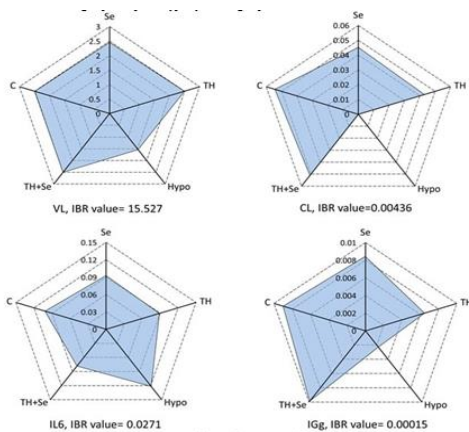 Se
3
2.5
2
1.5
1
0.5
0
C
TH
TH+Se
Hypo
VL, IBR value= 15.527
Se
0.06
0.05
0.04
0.03
0.02
0.01
0
C
TH
TH+Se
Hypo
CL, IBR value=0.00436
Se
0.15
0.12
0.09
0.06
0.03
0
C
TH
TH+Se
Hypo
IL6, IBR value= 0.0271
Se
0.01
0.008
0.006
0.004
0.002
0
C
TH
TH+Se
Hypo
IGg, IBR value= 0.00015